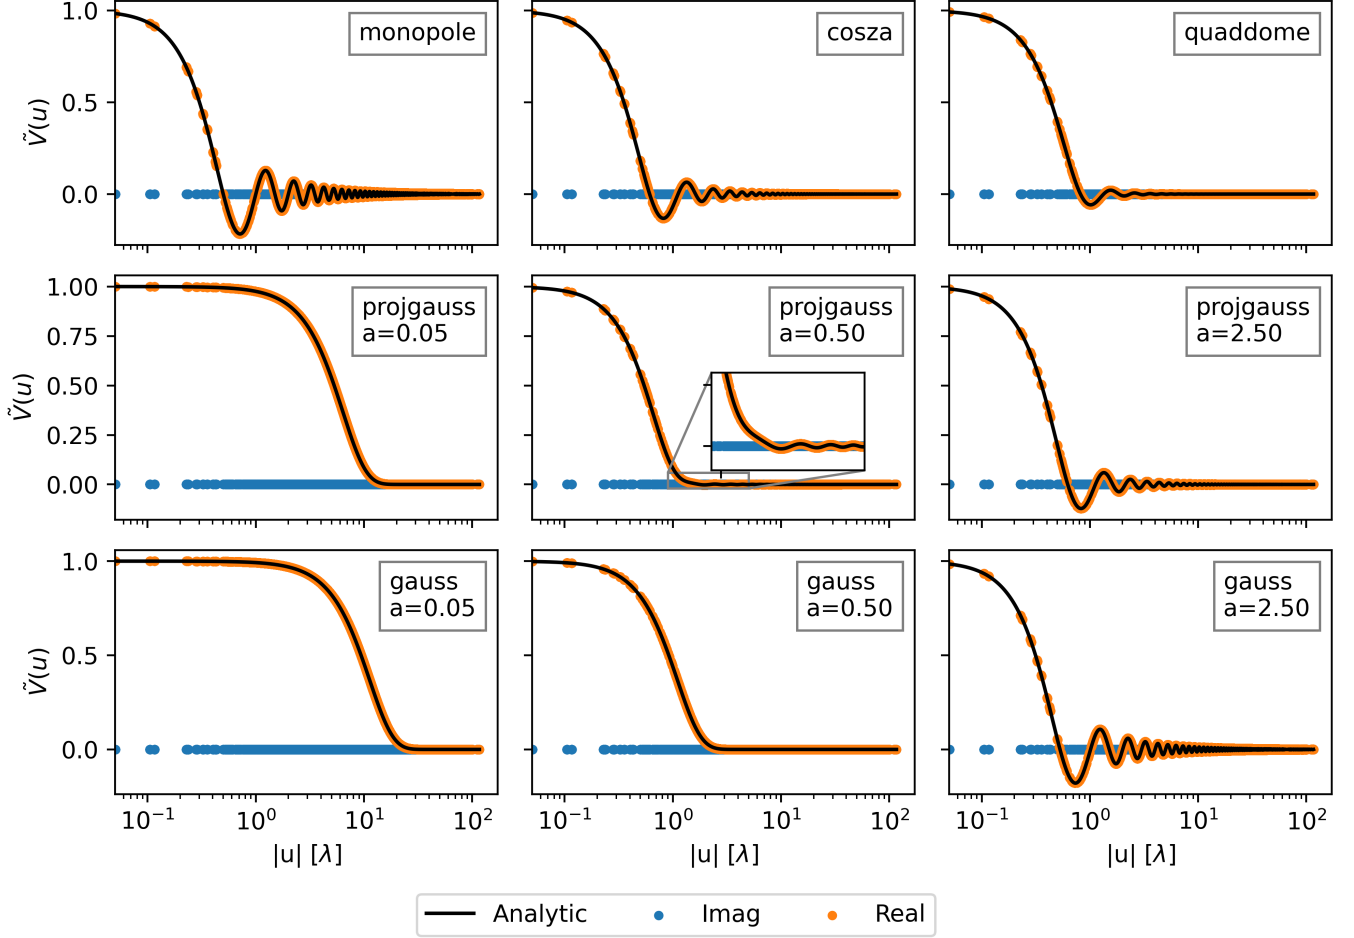 monopole
cosza
quaddome
1.0
0.5
0.0
Ṽ(u)
projgauss
a=0.05
projgauss
a=0.50
projgauss
a=2.50
1.00
0.75
0.50
0.25
0.00
Ṽ(u)
gauss
a=0.05
gauss
a=0.50
gauss
a=2.50
1.0
0.5
0.0
Ṽ(u)
10⁻¹ 10⁰ 10¹ 10² 10⁻¹ 10⁰ 10¹ 10² 10⁻¹ 10⁰ 10¹ 10²
|u| [λ] |u| [λ] |u| [λ]
Analytic Imag Real